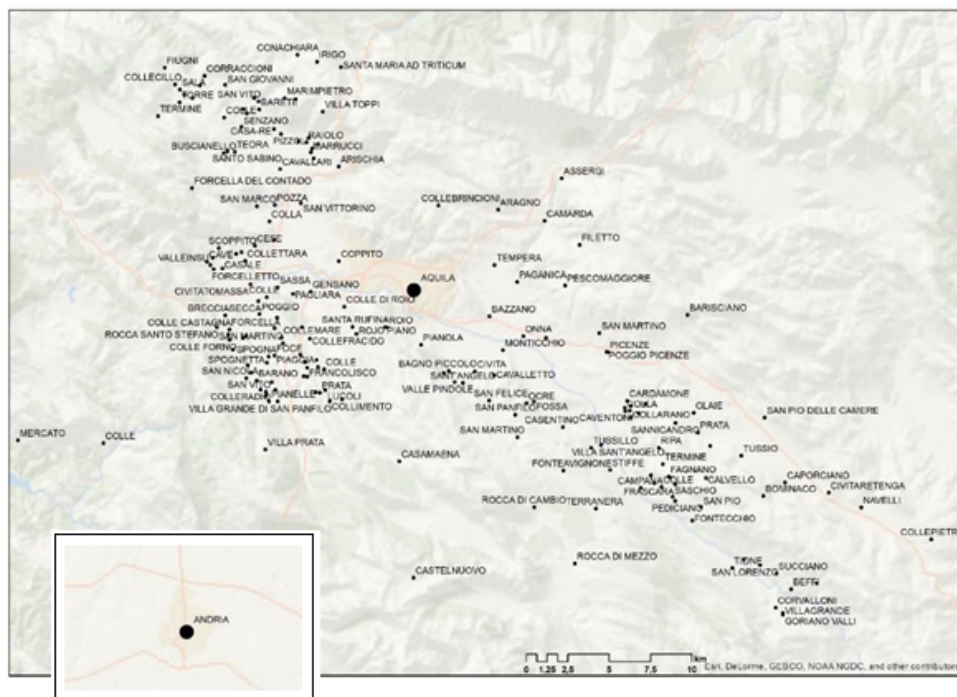 CONACHIARA
IRIGO
FIUGNI
CORRACCIONI
SANTA MARIA AD TRITICUM
COLLECILLO
SALA
SAN GIOVANNI
TORRE
SAN VITO
MARIMPIETRO
BARETE
TERMINE
COLLE
VILLA TOPPI
SENZANO
CASA-RE
PIZZOLI
RAIOLO
BARRUCCI
BUSCIANELLO
TEORA
SANTO SABINO
CAVALLARI
ARISCHIA
ASSERGI
FORCELLA DEL CONTADO
SAN MARCO
POZZA
SAN VITTORINO
COLLEBRINCIONI
ARAGNO
COLLA
CAMARDA
SCOPPITO
CESE
FILETTO
VALLEINSU
CAVE
COLLETTARA
COPPITO
CASALE
TEMPERA
FORCELLETTO
SASSA
AQUILA
PAGANICA
PESCOMAGGIORE
GENSANO
CIVITATOMASSA
COLLE
PAGLIARA
BRECCIASECCA
POGGIO
COLLE DI ROIO
BAZZANO
BARISCIANO
COLLE CASTAGNA
FORCELLA
SANTA RUFINA
ROIO
ROCCA SANTO STEFANO
SAN MARTINO
COLLEMARE
ROJO PIANO
ONNA
SAN MARTINO
COLLE FORNO
SPOGNA
FOCE
COLLEFRACIDO
PIANOLA
MONTICCHIO
PICENZE
POGGIO PICENZE
SPOGNETTA
PIAGGIA
COLLE
BAGNO PICCOLO
CIVITA
SAN NICOLA
BARANO
FRANCOLISCO
SANT'ANGELO
CAVALLETTO
SAN VITO
PRATA
VALLE PINDOLE
CARDAMONE
COLLERADI
SPIANELLE
LUCOLI
SAN FELICE
OCRE
VILLA GRANDE DI SAN PANFILO
COLLIMENTO
SAN PANFILO
FOSSA
CAVENTONI
COLLARANO
OLAIE
SAN PIO DELLE CAMERE
MERCATO
COLLE
SAN MARTINO
CASENTINO
SANNICANDRO
PRATA
VILLA PRATA
TUSSILLO
VILLA SANT'ANGELO
RIPA
CASAMAENA
TERMINE
TUSSIO
FONTEAVIGNONE
STIFFE
FAGNANO
CAMPANA
COLLE
CALVELLO
CAPORCIANO
FRASCARA
SASCHIO
BOMINACO
CIVITARETENGA
ROCCA DI CAMBIO
TERRANERA
PEDICIANO
SAN PIO
NAVELLI
FONTECCHIO
COLLEPIETR
ROCCA DI MEZZO
TIONE
CASTELNUOVO
SAN LORENZO
SUCCIANO
BEFFI
CORVALLONI
VILLAGRANDE
GORIANO VALLI
ANDRIA
km
0 1.25 2.5 5 7.5 10
Esri, DeLorme, GEBCO, NOAA NGDC, and other contributors